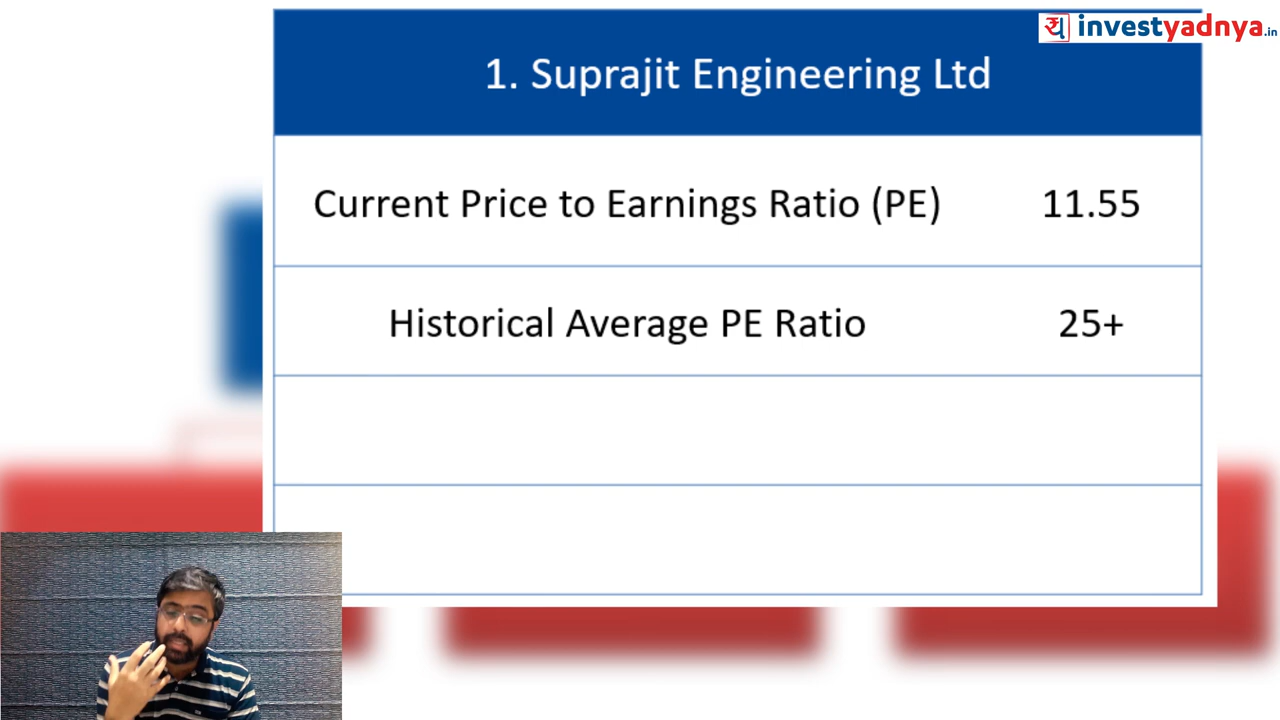 य investyadnya.in
1. Suprajit Engineering Ltd
Current Price to Earnings Ratio (PE) 11.55
Historical Average PE Ratio 25+